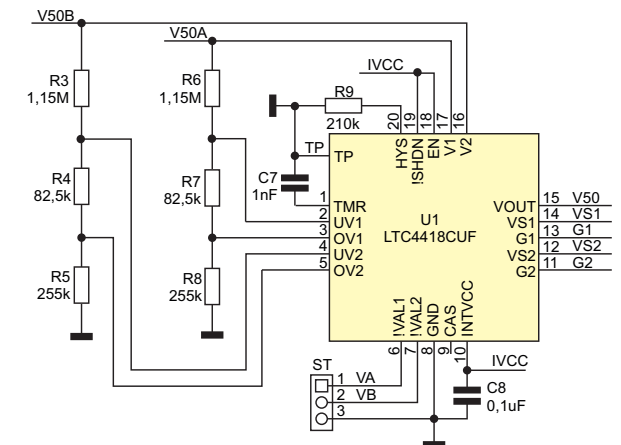 V50B
V50A
IVCC
R3
1,15M
R6
1,15M
R9
210k
20
19
18
17
16
HYS
!SHDN
EN
V1
V2
TP
TP
C7
1nF
R4
82,5k
R7
82,5k
1 TMR
2 UV1
3 OV1
4 UV2
5 OV2
U1
LTC4418CUF
VOUT 15 V50
VS1 14 VS1
G1 13 G1
VS2 12 VS2
G2 11 G2
R5
255k
R8
255k
!VAL1
!VAL2
GND
CAS
INTVCC
6
7
8
9
10
IVCC
C8
0,1uF
ST
1 VA
2 VB
3